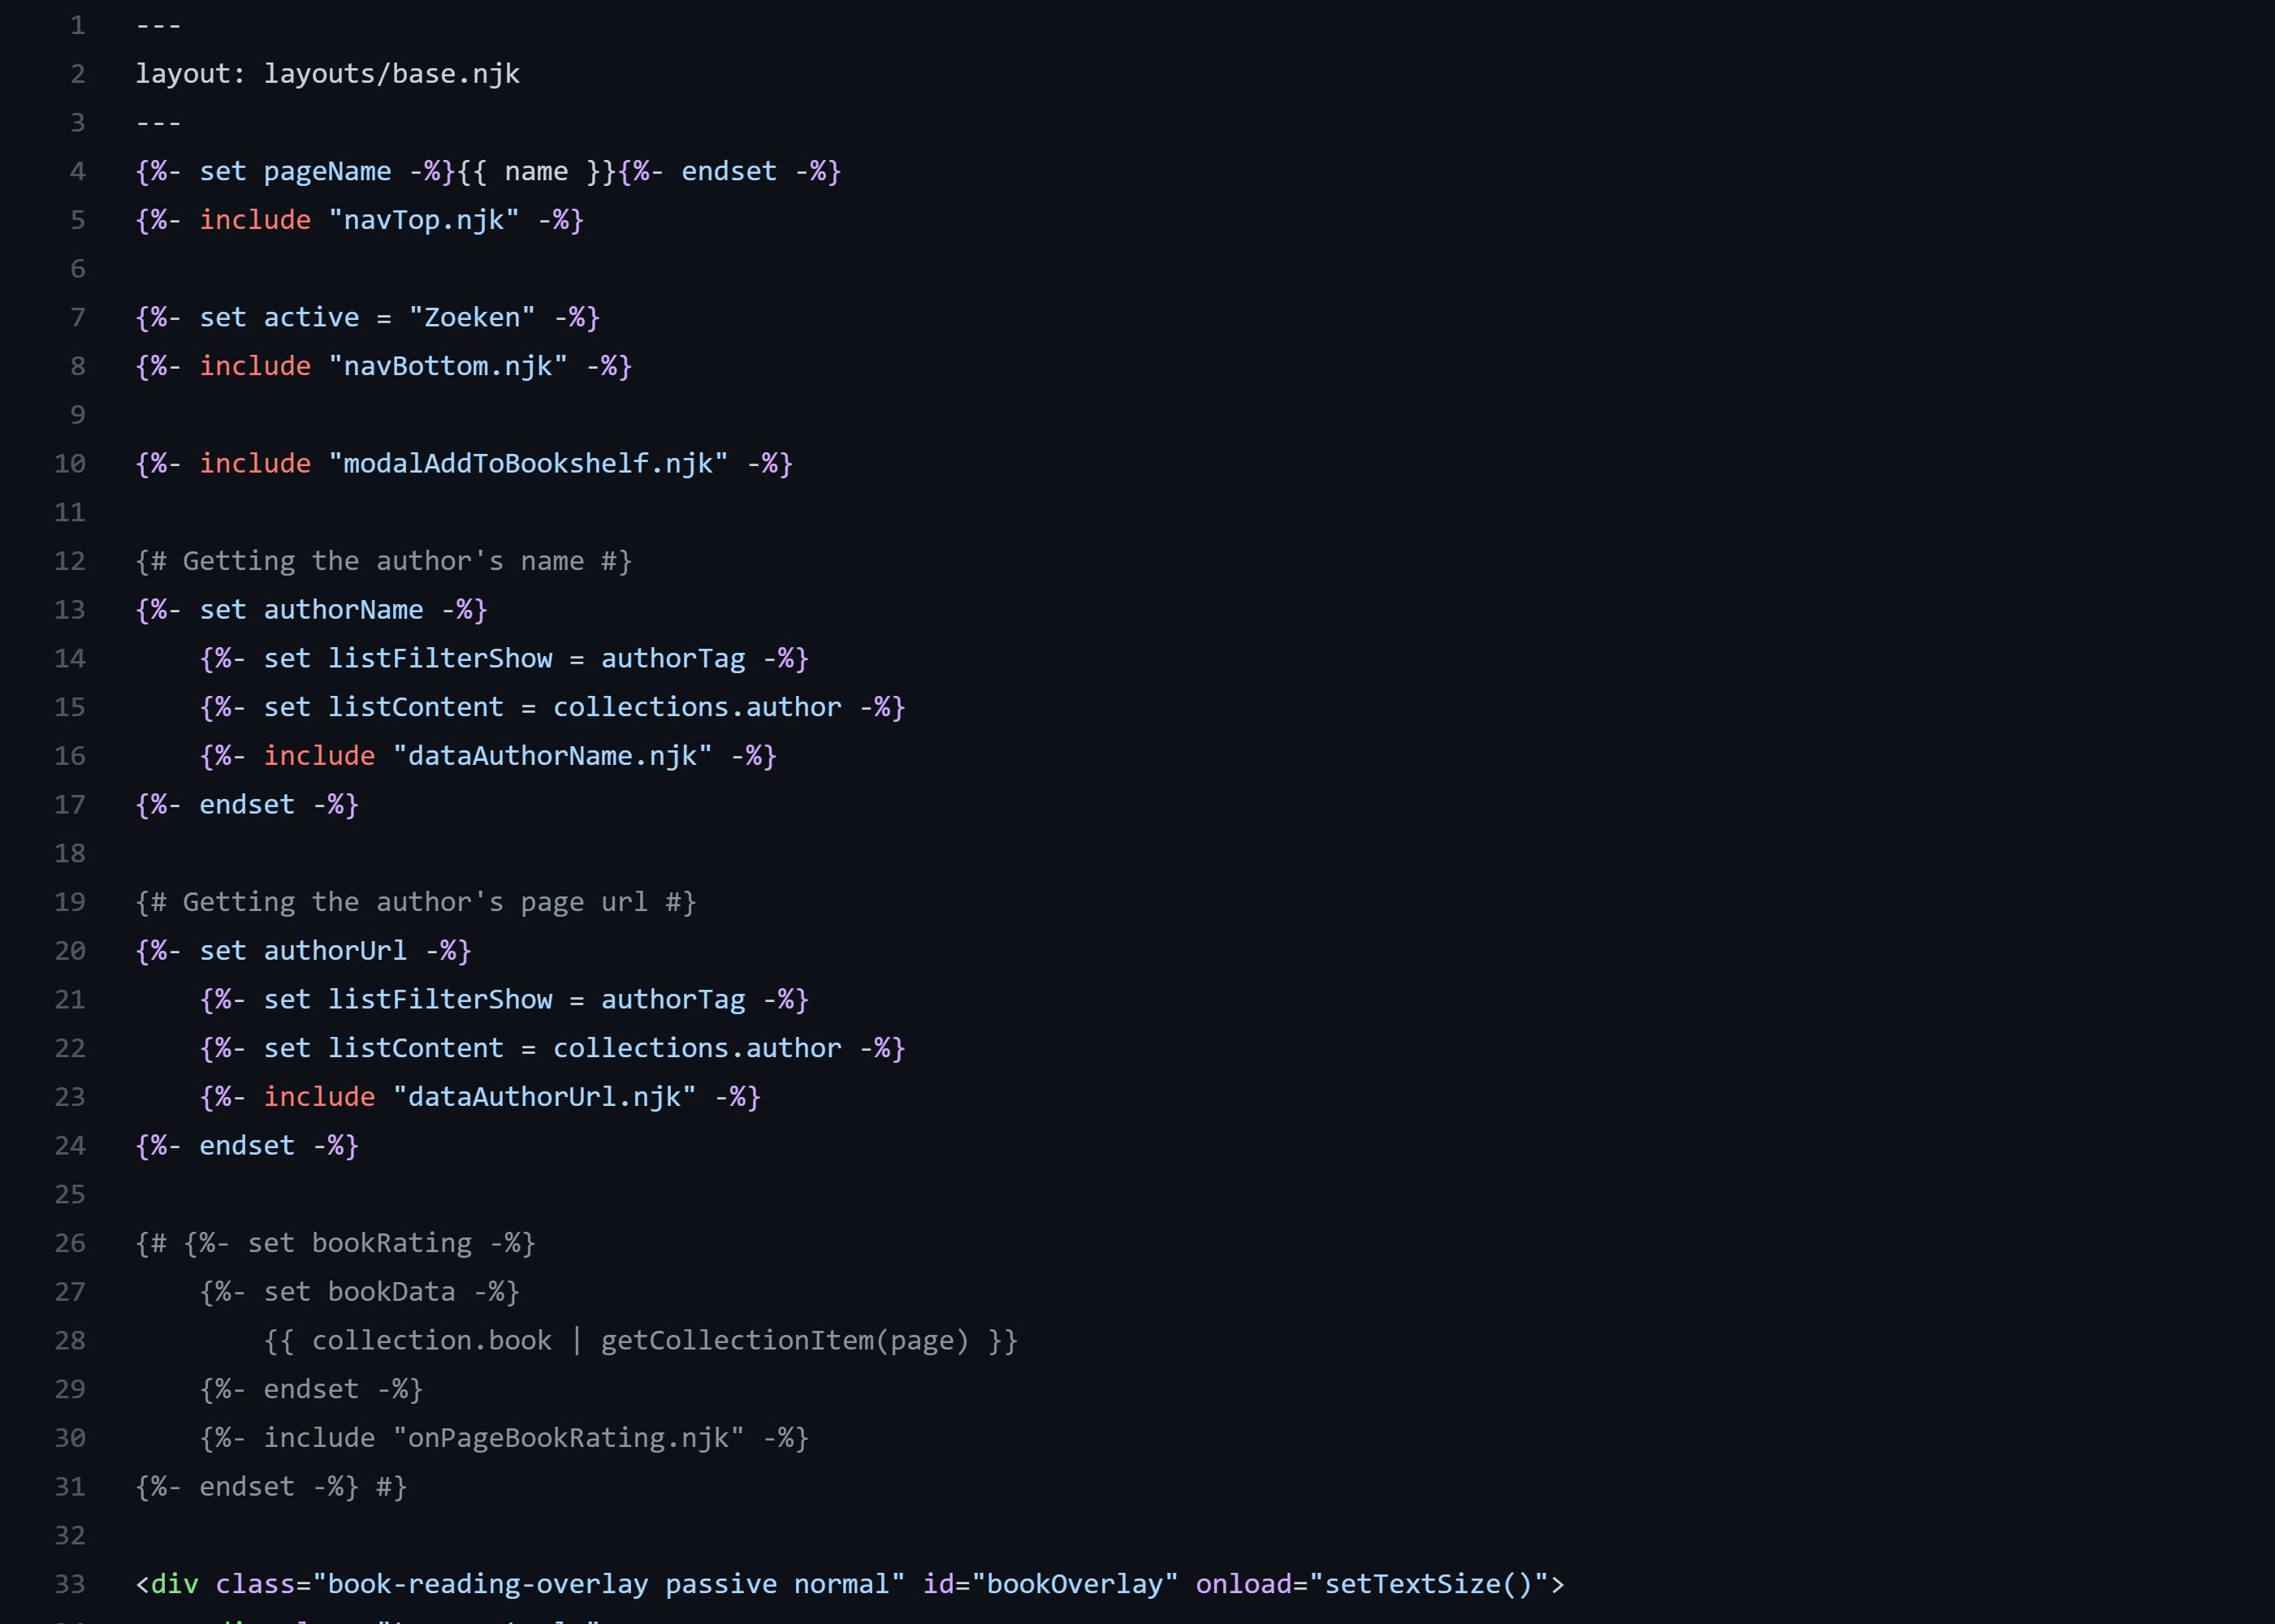 1 ---
2 layout: layouts/base.njk
3 ---
4 {%- set pageName -%}{{ name }}{%- endset -%}
5 {%- include "navTop.njk" -%}
6
7 {%- set active = "Zoeken" -%}
8 {%- include "navBottom.njk" -%}
9
10 {%- include "modalAddToBookshelf.njk" -%}
11
12 {# Getting the author's name #}
13 {%- set authorName -%}
14     {%- set listFilterShow = authorTag -%}
15     {%- set listContent = collections.author -%}
16     {%- include "dataAuthorName.njk" -%}
17 {%- endset -%}
18
19 {# Getting the author's page url #}
20 {%- set authorUrl -%}
21     {%- set listFilterShow = authorTag -%}
22     {%- set listContent = collections.author -%}
23     {%- include "dataAuthorUrl.njk" -%}
24 {%- endset -%}
25
26 {# {%- set bookRating -%}
27     {%- set bookData -%}
28         {{ collection.book | getCollectionItem(page) }}
29     {%- endset -%}
30     {%- include "onPageBookRating.njk" -%}
31 {%- endset -%} #}
32
33 <div class="book-reading-overlay passive normal" id="bookOverlay" onload="setTextSize()">